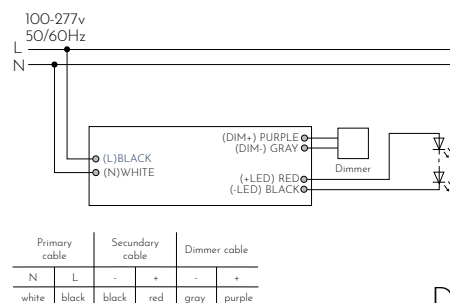 100-277v
50/60Hz
L
N
(DIM+) PURPLE
(DIM-) GRAY
(L)BLACK
(N)WHITE
Dimmer
(+LED) RED
(-LED) BLACK
Primary cable Secundary cable Dimmer cable
N L - + - +
white black black red gray purple